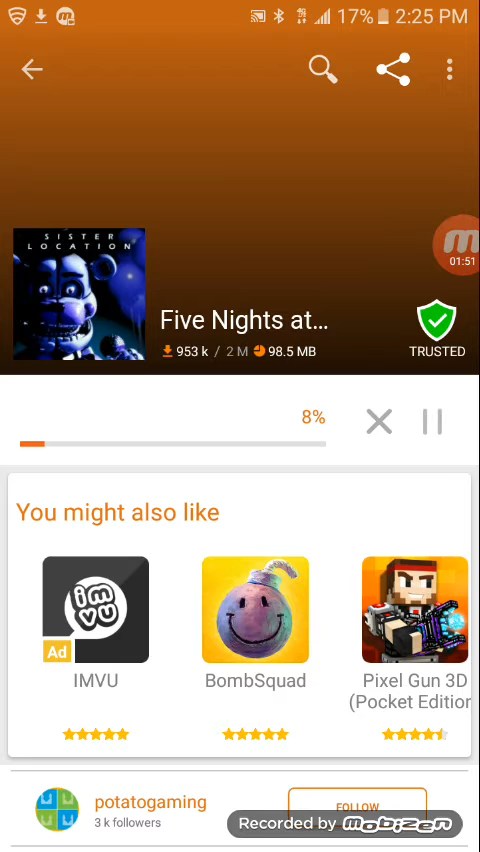 17% 2:25 PM
SISTER
LOCATION
01:51
Five Nights at...
953 k / 2 M 98.5 MB
TRUSTED
8%
You might also like
imvu
Ad
IMVU
BombSquad
Pixel Gun 3D
(Pocket Edition
potatogaming
3 k followers
FOLLOW
Recorded by mobizen